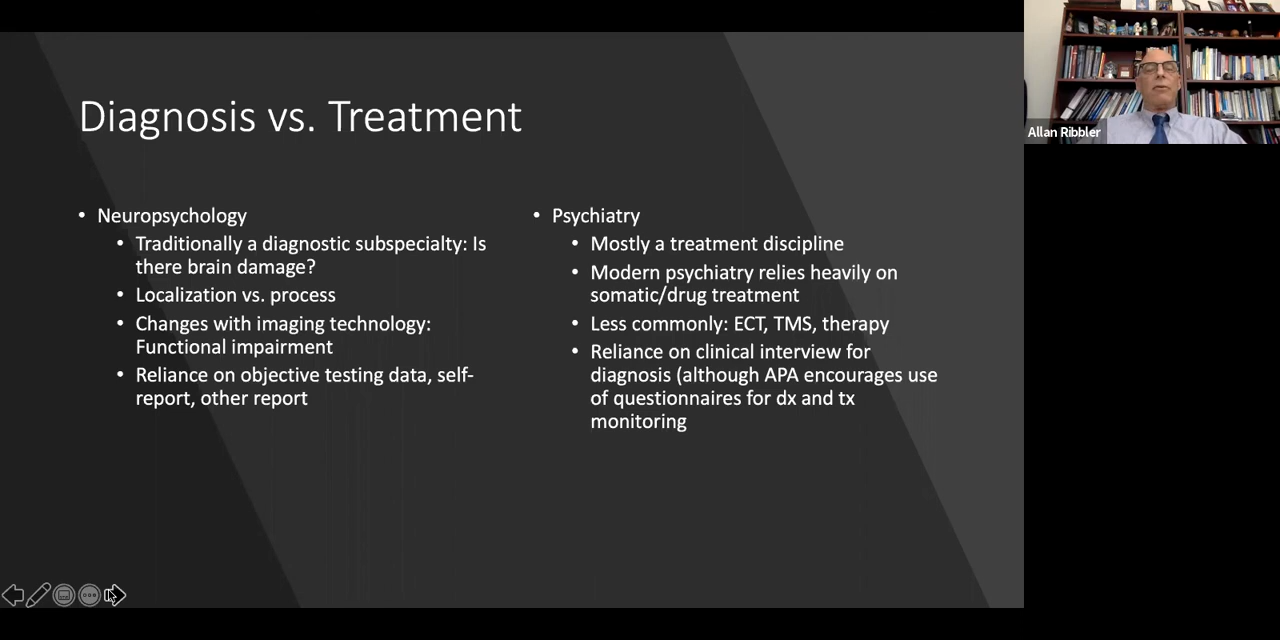 Diagnosis vs. Treatment
• Neuropsychology
• Traditionally a diagnostic subspecialty: Is
there brain damage?
• Localization vs. process
• Changes with imaging technology:
Functional impairment
• Reliance on objective testing data, self-
report, other report
• Psychiatry
• Mostly a treatment discipline
• Modern psychiatry relies heavily on
somatic/drug treatment
• Less commonly: ECT, TMS, therapy
• Reliance on clinical interview for
diagnosis (although APA encourages use
of questionnaires for dx and tx
monitoring
Allan Ribbler